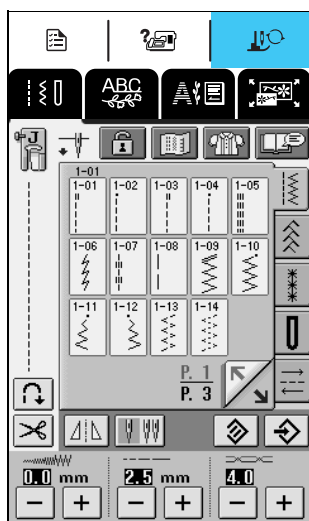 ?
ABC
A
J
1-01
1-01 1-02 1-03 1-04 1-05
1-06 1-07 1-08 1-09 1-10
1-11 1-12 1-13 1-14
P. 1
P. 3
0.0 mm 2.5 mm 4.0
− + − + − +